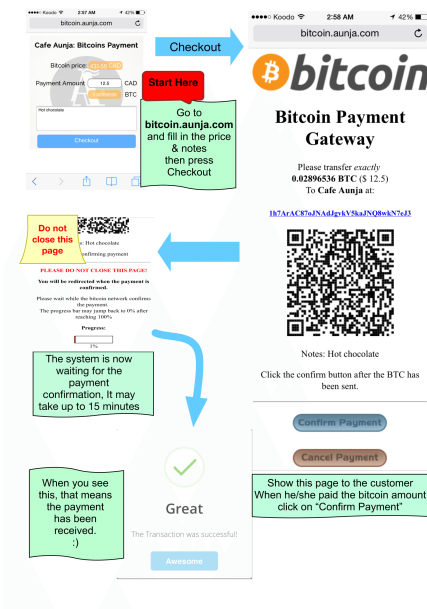 Koodo 2:57 AM 41%
bitcoin.aunja.com
Cafe Aunja: Bitcoins Payment
Bitcoin price: 431.55 CAD
Payment Amount 12.5 CAD
BTC
Hot chocolate
Checkout
Checkout
Start Here
Go to
bitcoin.aunja.com
and fill in the price
& notes
then press
Checkout
Koodo 2:58 AM 42%
bitcoin.aunja.com
bitcoin
Bitcoin Payment
Gateway
Please transfer exactly
0.02896536 BTC ($ 12.5)
To Cafe Aunja at:
1h7ArAC87oJNAdJgvkV5kaJNQ8wkN7eJ3
Notes: Hot chocolate
Click the confirm button after the BTC has
been sent.
Confirm Payment
Cancel Payment
Show this page to the customer
When he/she paid the bitcoin amount
click on “Confirm Payment”
Do not
close this
page
s: Hot chocolate
onfirming payment
PLEASE DO NOT CLOSE THIS PAGE!
You will be redirected when the payment is
confirmed.
Please wait while the bitcoin network confirms
the payment.
The progress bar may jump back to 0% after
reaching 100%
Progress:
1%
The system is now
waiting for the
payment
confirmation, It may
take up to 15 minutes
When you see
this, that means
the payment
has been
received.
:)
Great
The Transaction was successful!
Awesome